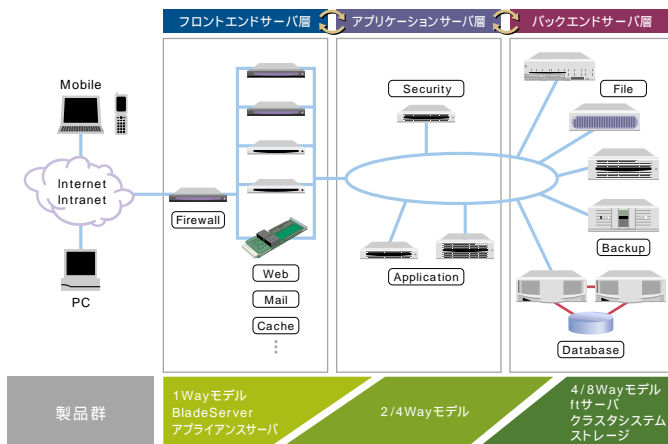 フロントエンドサーバ層
アプリケーションサーバ層
バックエンドサーバ層
Mobile
Internet
Intranet
PC
Firewall
Web
Mail
Cache
⋮
Security
Application
File
Backup
Database
製品群
1Wayモデル
BladeServer
アプライアンスサーバ
2/4Wayモデル
4/8Wayモデル
ftサーバ
クラスタシステム
ストレージ